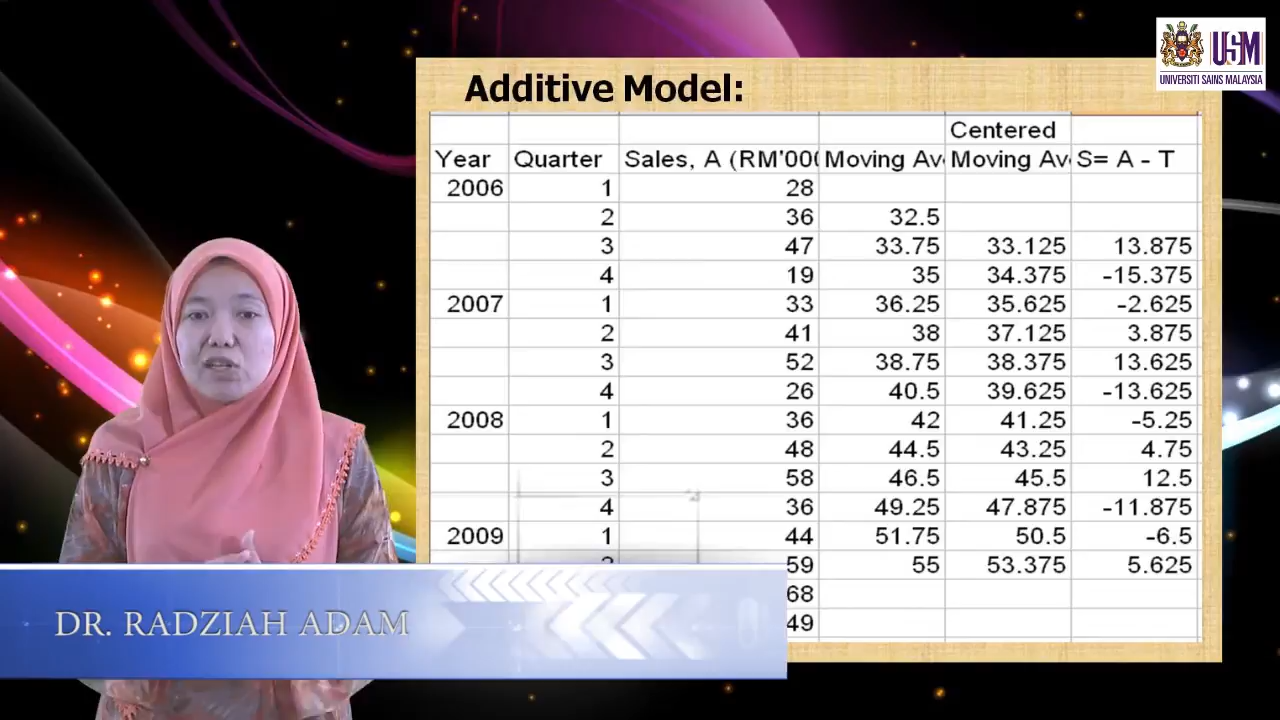 USM
UNIVERSITI SAINS MALAYSIA
Additive Model:
Centered
Year Quarter Sales, A (RM'000 Moving Ave Moving Ave S= A - T
2006 1 28
2 36 32.5
3 47 33.75 33.125 13.875
4 19 35 34.375 -15.375
2007 1 33 36.25 35.625 -2.625
2 41 38 37.125 3.875
3 52 38.75 38.375 13.625
4 26 40.5 39.625 -13.625
2008 1 36 42 41.25 -5.25
2 48 44.5 43.25 4.75
3 58 46.5 45.5 12.5
4 36 49.25 47.875 -11.875
2009 1 44 51.75 50.5 -6.5
2 59 55 53.375 5.625
68
49
DR. RADZIAH ADAM